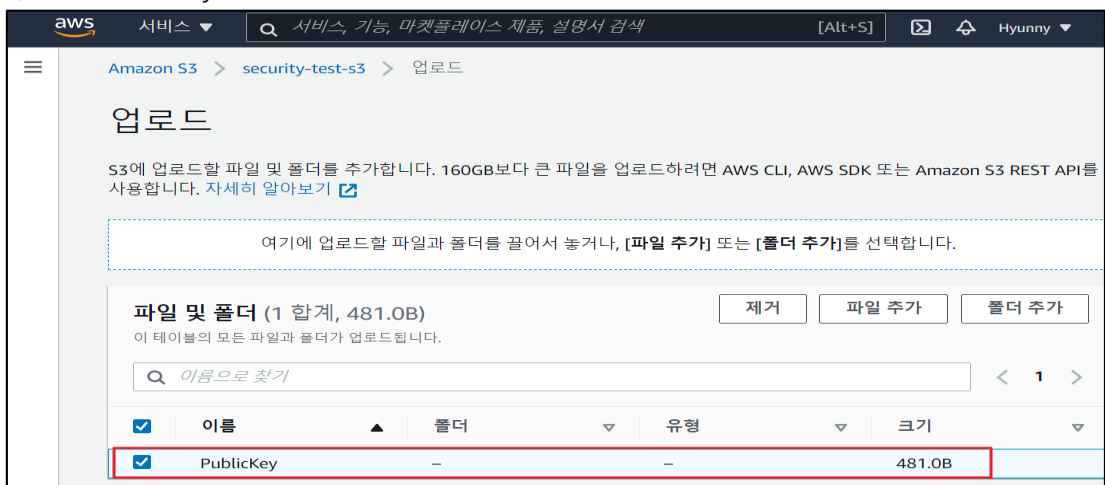 aws 서비스 ▼ 서비스, 기능, 마켓플레이스 제품, 설명서 검색 [Alt+S] Hyunny ▼
Amazon S3 > security-test-s3 > 업로드
업로드
S3에 업로드할 파일 및 폴더를 추가합니다. 160GB보다 큰 파일을 업로드하려면 AWS CLI, AWS SDK 또는 Amazon S3 REST API를
사용합니다. 자세히 알아보기
여기에 업로드할 파일과 폴더를 끌어서 놓거나, [파일 추가] 또는 [폴더 추가]를 선택합니다.
파일 및 폴더 (1 합계, 481.0B) 제거 파일 추가 폴더 추가
이 테이블의 모든 파일과 폴더가 업로드됩니다.
이름으로 찾기 < 1 >
이름 ▲ 폴더 ▽ 유형 ▽ 크기 ▽
PublicKey – – 481.0B